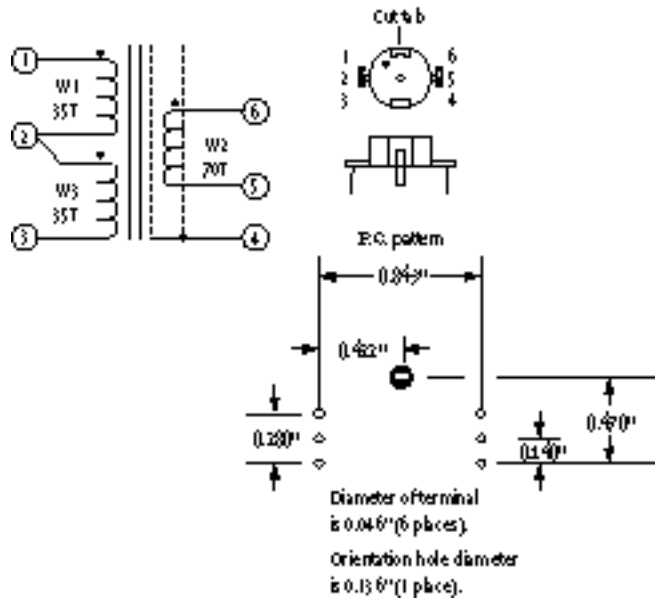 Cut tab
1 6
2 5
3 4
1
W1
35T
6
2
W2
70T
W3
35T
5
3
4
P.C. pattern
0.843"
0.422"
0.280"
0.470"
0.140"
Diameter of terminal
is 0.046" (6 places).
Orientation hole diameter
is 0.136" (1 place).